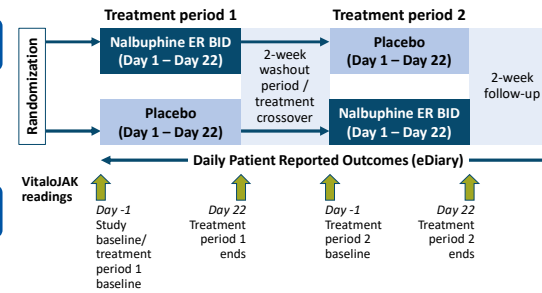 Treatment period 1
Treatment period 2
Randomization
Nalbuphine ER BID
(Day 1 – Day 22)
2-week
washout
period /
treatment
crossover
Placebo
(Day 1 – Day 22)
2-week
follow-up
Placebo
(Day 1 – Day 22)
Nalbuphine ER BID
(Day 1 – Day 22)
Daily Patient Reported Outcomes (eDiary)
VitaloJAK
readings
Day -1
Study
baseline/
treatment
period 1
baseline
Day 22
Treatment
period 1
ends
Day -1
Treatment
period 2
baseline
Day 22
Treatment
period 2
ends